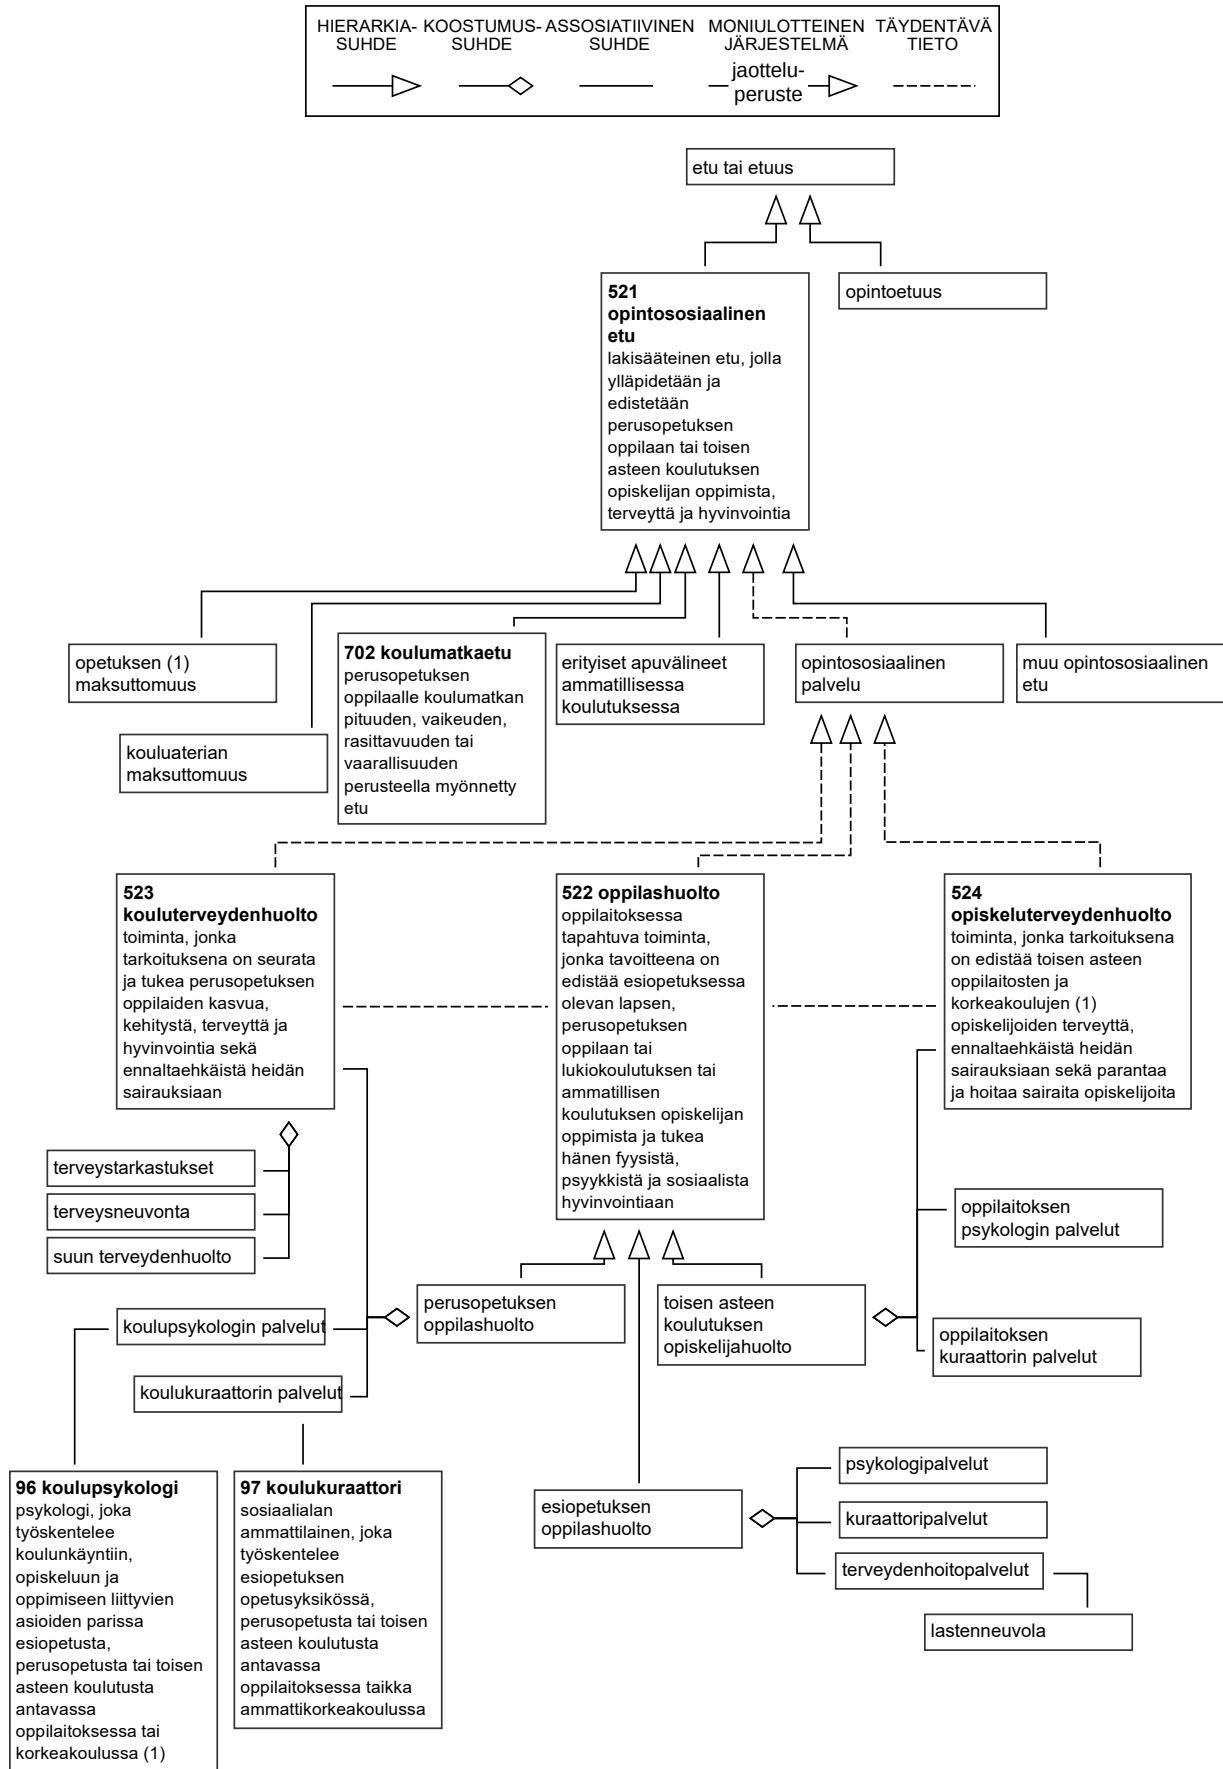 HIERARKIA-
SUHDE
KOOSTUMUS-
SUHDE
ASSOSIATIIVINEN
SUHDE
MONIULOTTEINEN
JÄRJESTELMÄ
jaottelu-
peruste
TÄYDENTÄVÄ
TIETO
etu tai etuus
521
opintososiaalinen
etu
lakisääteinen etu, jolla
ylläpidetään ja
edistetään
perusopetuksen
oppilaan tai toisen
asteen koulutuksen
opiskelijan oppimista,
terveyttä ja hyvinvointia
opintoetuus
opetuksen (1)
maksuttomuus
kouluaterian
maksuttomuus
702 koulumatkaetu
perusopetuksen
oppilaalle koulumatkan
pituuden, vaikeuden,
rasittavuuden tai
vaarallisuuden
perusteella myönnetty
etu
erityiset apuvälineet
ammatillisessa
koulutuksessa
opintososiaalinen
palvelu
muu opintososiaalinen
etu
523
kouluterveydenhuolto
toiminta, jonka
tarkoituksena on seurata
ja tukea perusopetuksen
oppilaiden kasvua,
kehitystä, terveyttä ja
hyvinvointia sekä
ennaltaehkäistä heidän
sairauksiaan
522 oppilashuolto
oppilaitoksessa
tapahtuva toiminta,
jonka tavoitteena on
edistää esiopetuksessa
olevan lapsen,
perusopetuksen
oppilaan tai
lukiokoulutuksen tai
ammatillisen
koulutuksen opiskelijan
oppimista ja tukea
hänen fyysistä,
psyykkistä ja sosiaalista
hyvinvointiaan
524
opiskeluterveydenhuolto
toiminta, jonka tarkoituksena
on edistää toisen asteen
oppilaitosten ja
korkeakoulujen (1)
opiskelijoiden terveyttä,
ennaltaehkäistä heidän
sairauksiaan sekä parantaa
ja hoitaa sairaita opiskelijoita
terveystarkastukset
terveysneuvonta
suun terveydenhuolto
oppilaitoksen
psykologin palvelut
koulupsykologin palvelut
perusopetuksen
oppilashuolto
toisen asteen
koulutuksen
opiskelijahuolto
oppilaitoksen
kuraattorin palvelut
koulukuraattorin palvelut
96 koulupsykologi
psykologi, joka
työskentelee
koulunkäyntiin,
opiskeluun ja
oppimiseen liittyvien
asioiden parissa
esiopetusta,
perusopetusta tai toisen
asteen koulutusta
antavassa
oppilaitoksessa tai
korkeakoulussa (1)
97 koulukuraattori
sosiaalialan
ammattilainen, joka
työskentelee
esiopetuksen
opetusyksikössä,
perusopetusta tai toisen
asteen koulutusta
antavassa
oppilaitoksessa taikka
ammattikorkeakoulussa
esiopetuksen
oppilashuolto
psykologipalvelut
kuraattoripalvelut
terveydenhoitopalvelut
lastenneuvola